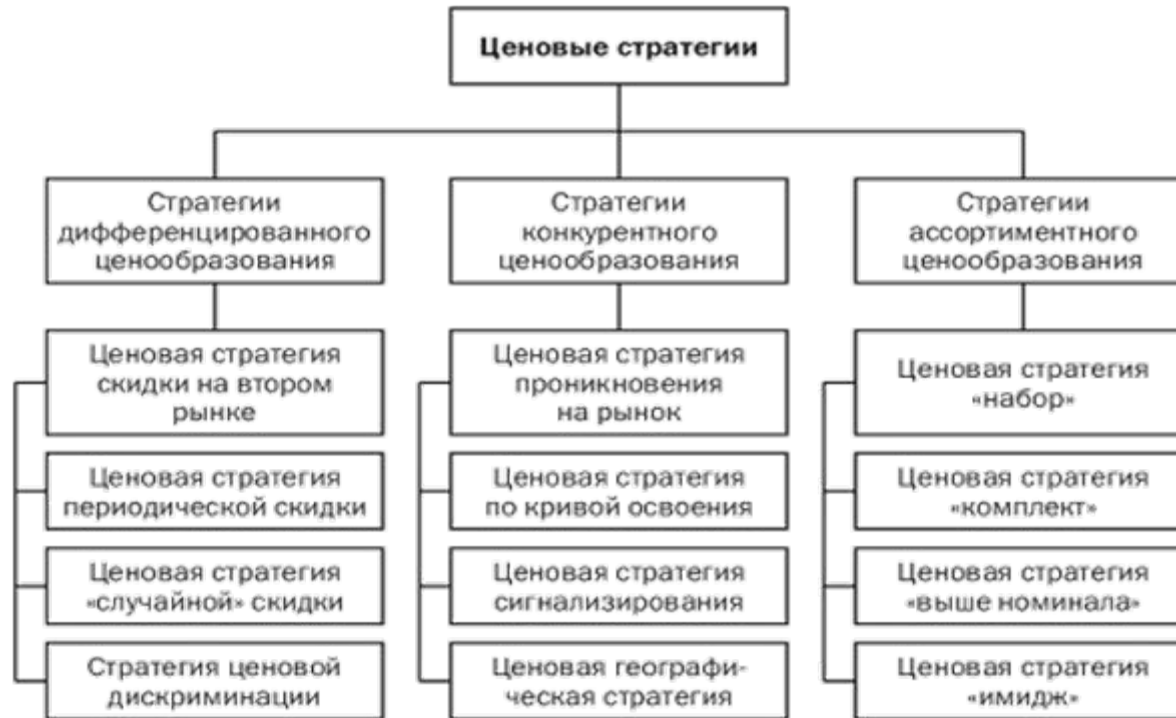 Ценовые стратегии
Стратегии
дифференцированного
ценообразования
Стратегии
конкурентного
ценообразования
Стратегии
ассортиментного
ценообразования
Ценовая стратегия
скидки на втором
рынке
Ценовая стратегия
проникновения
на рынок
Ценовая стратегия
«набор»
Ценовая стратегия
периодической скидки
Ценовая стратегия
по кривой освоения
Ценовая стратегия
«комплект»
Ценовая стратегия
«случайной» скидки
Ценовая стратегия
сигнализирования
Ценовая стратегия
«выше номинала»
Стратегия ценовой
дискриминации
Ценовая географи-
ческая стратегия
Ценовая стратегия
«имидж»